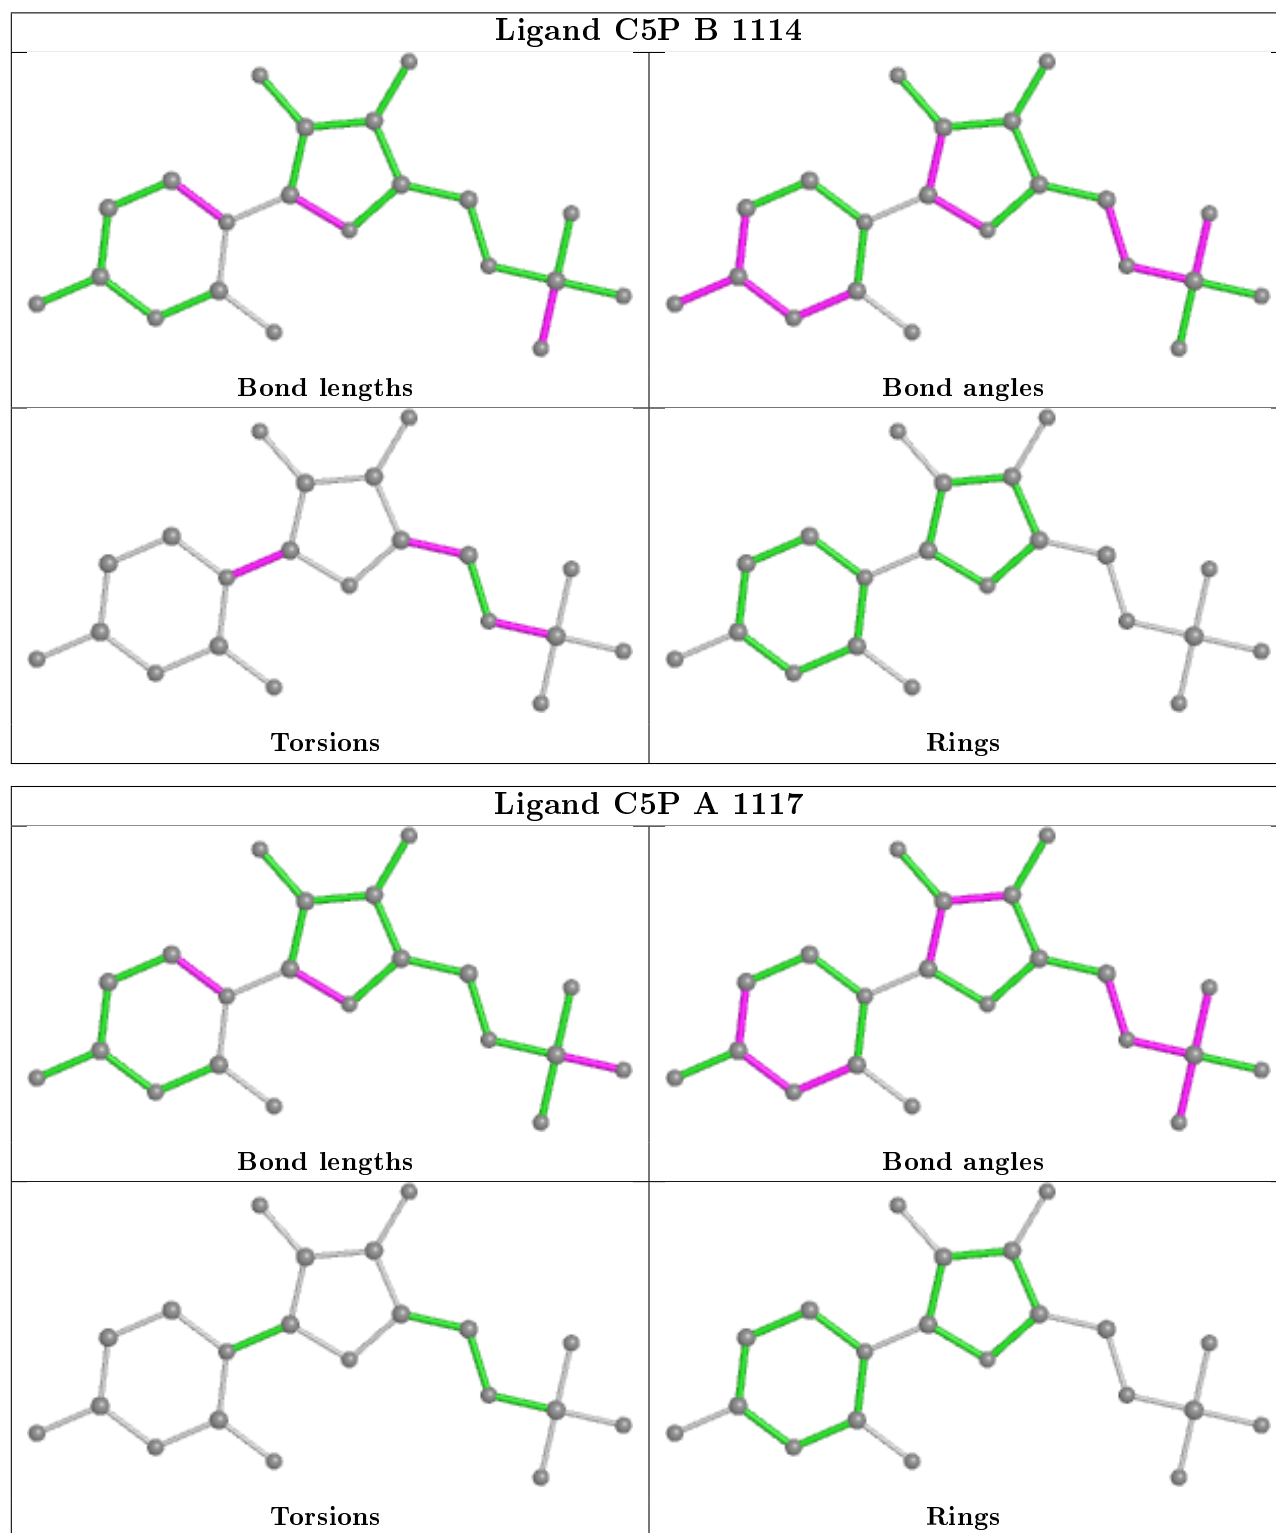 Ligand C5P B 1114
Bond lengths
Bond angles
Torsions
Rings
Ligand C5P A 1117
Bond lengths
Bond angles
Torsions
Rings